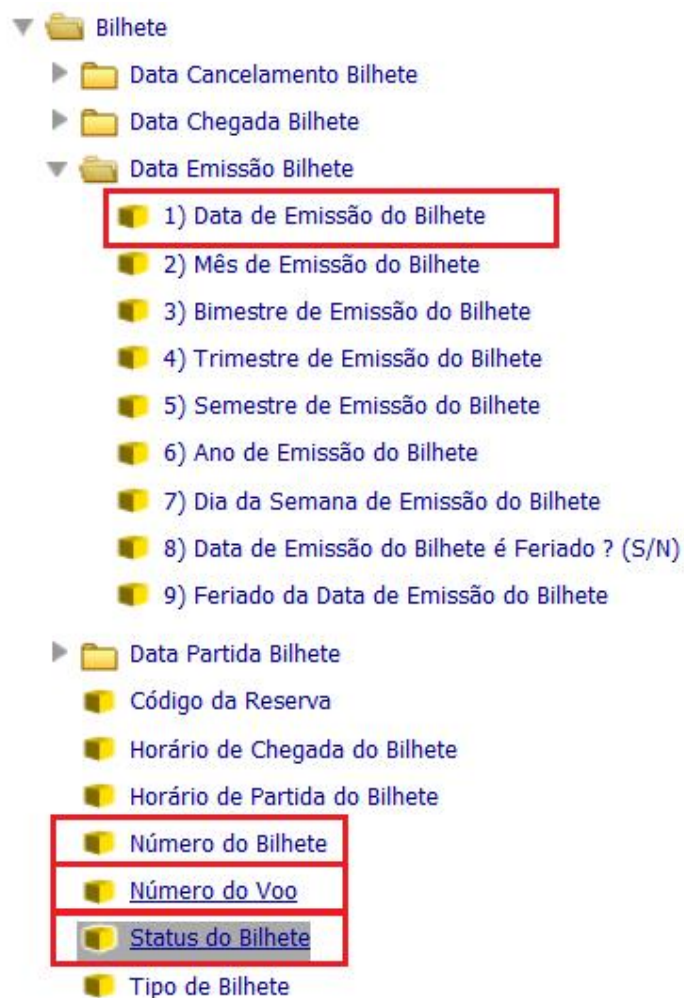 Bilhete
Data Cancelamento Bilhete
Data Chegada Bilhete
Data Emissão Bilhete
1) Data de Emissão do Bilhete
2) Mês de Emissão do Bilhete
3) Bimestre de Emissão do Bilhete
4) Trimestre de Emissão do Bilhete
5) Semestre de Emissão do Bilhete
6) Ano de Emissão do Bilhete
7) Dia da Semana de Emissão do Bilhete
8) Data de Emissão do Bilhete é Feriado ? (S/N)
9) Feriado da Data de Emissão do Bilhete
Data Partida Bilhete
Código da Reserva
Horário de Chegada do Bilhete
Horário de Partida do Bilhete
Número do Bilhete
Número do Voo
Status do Bilhete
Tipo de Bilhete